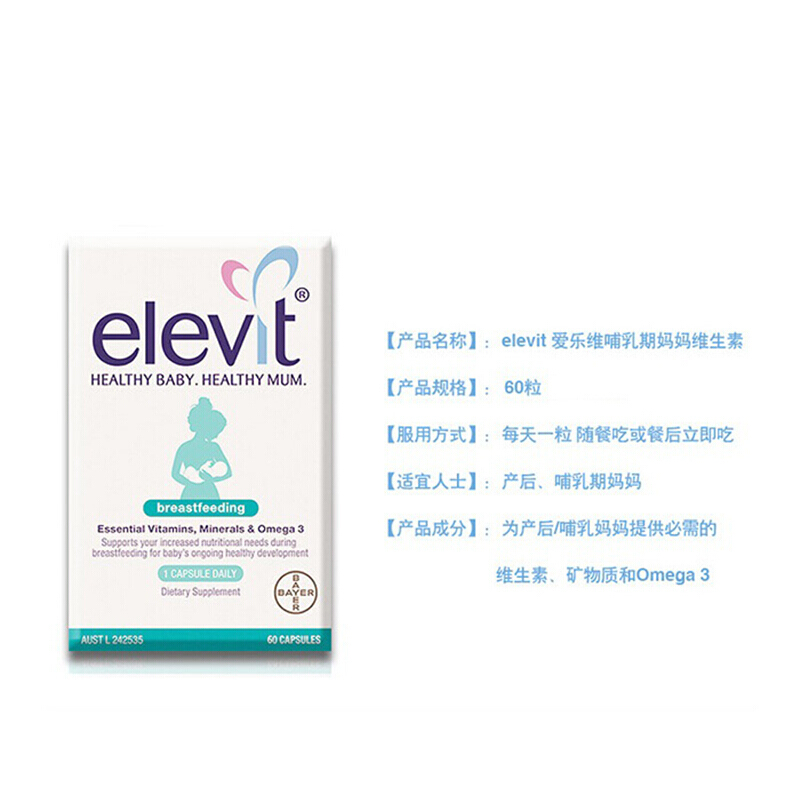 elevit®
HEALTHY BABY. HEALTHY MUM.
breastfeeding
Essential Vitamins, Minerals & Omega 3
Supports your increased nutritional needs during
breastfeeding for baby's ongoing healthy development
1 CAPSULE DAILY
Dietary Supplement
BAYER
BAYER
AUST L 242535
60 CAPSULES
【产品名称】: elevit 爱乐维哺乳期妈妈维生素
【产品规格】: 60粒
【服用方式】: 每天一粒 随餐吃或餐后立即吃
【适宜人士】: 产后、哺乳期妈妈
【产品成分】: 为产后/哺乳妈妈提供必需的
维生素、矿物质和Omega 3